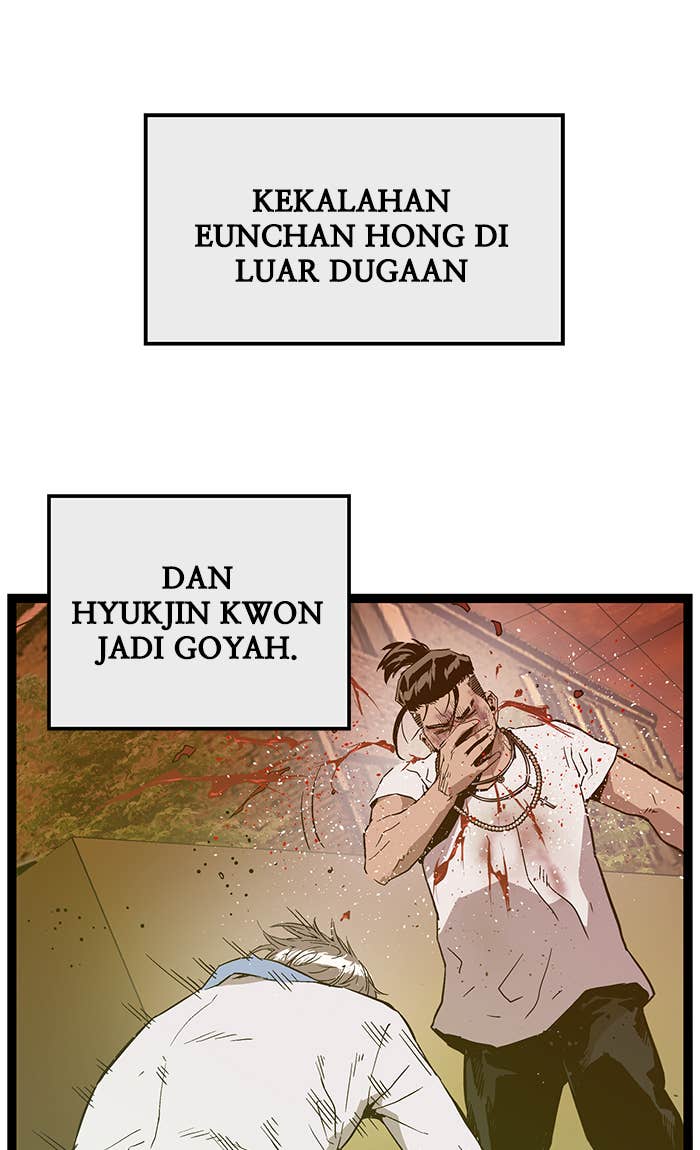 KEKALAHAN
EUNCHAN HONG DI
LUAR DUGAAN
DAN
HYUKJIN KWON
JADI GOYAH.